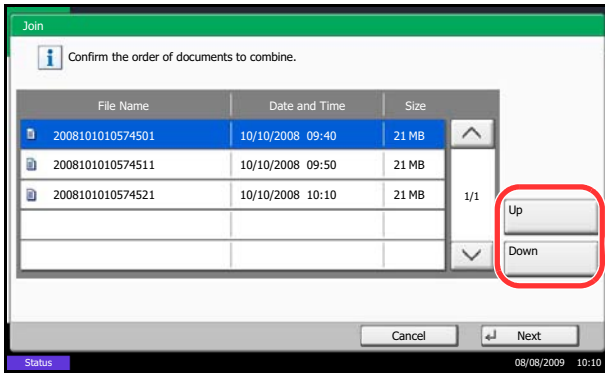 Join
Confirm the order of documents to combine.
File Name Date and Time Size
2008101010574501 10/10/2008 09:40 21 MB
2008101010574511 10/10/2008 09:50 21 MB
2008101010574521 10/10/2008 10:10 21 MB
1/1
Up
Down
Cancel Next
Status 08/08/2009 10:10